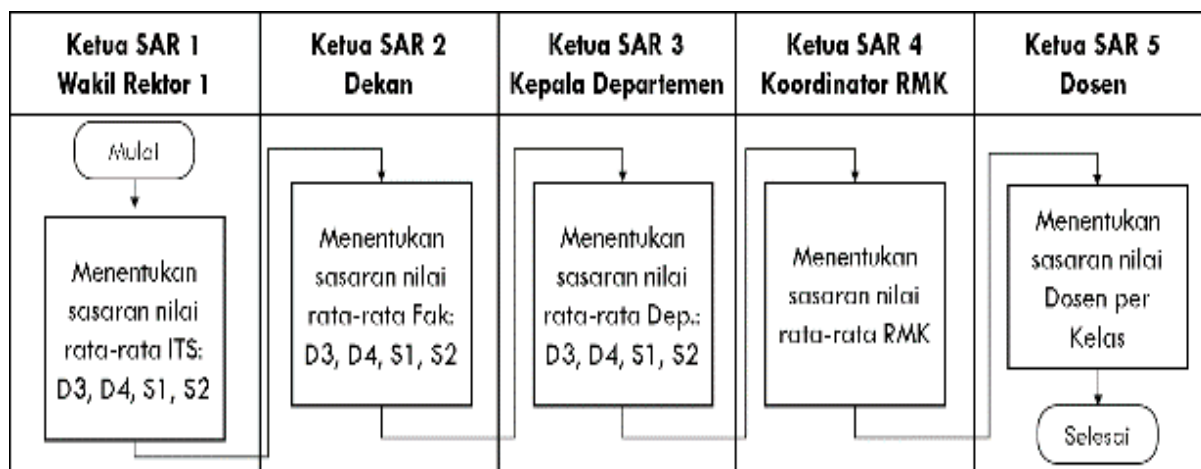 Ketua SAR 1
Wakil Rektor 1
Ketua SAR 2
Dekan
Ketua SAR 3
Kepala Departemen
Ketua SAR 4
Koordinator RMK
Ketua SAR 5
Dosen
Mulai
Menentukan
sasaran nilai
rata-rata ITS:
D3, D4, S1, S2
Menentukan
sasaran nilai
rata-rata Fak:
D3, D4, S1, S2
Menentukan
sasaran nilai
rata-rata Dep.:
D3, D4, S1, S2
Menentukan
sasaran nilai
rata-rata RMK
Menentukan
sasaran nilai
Dosen per
Kelas
Selesai